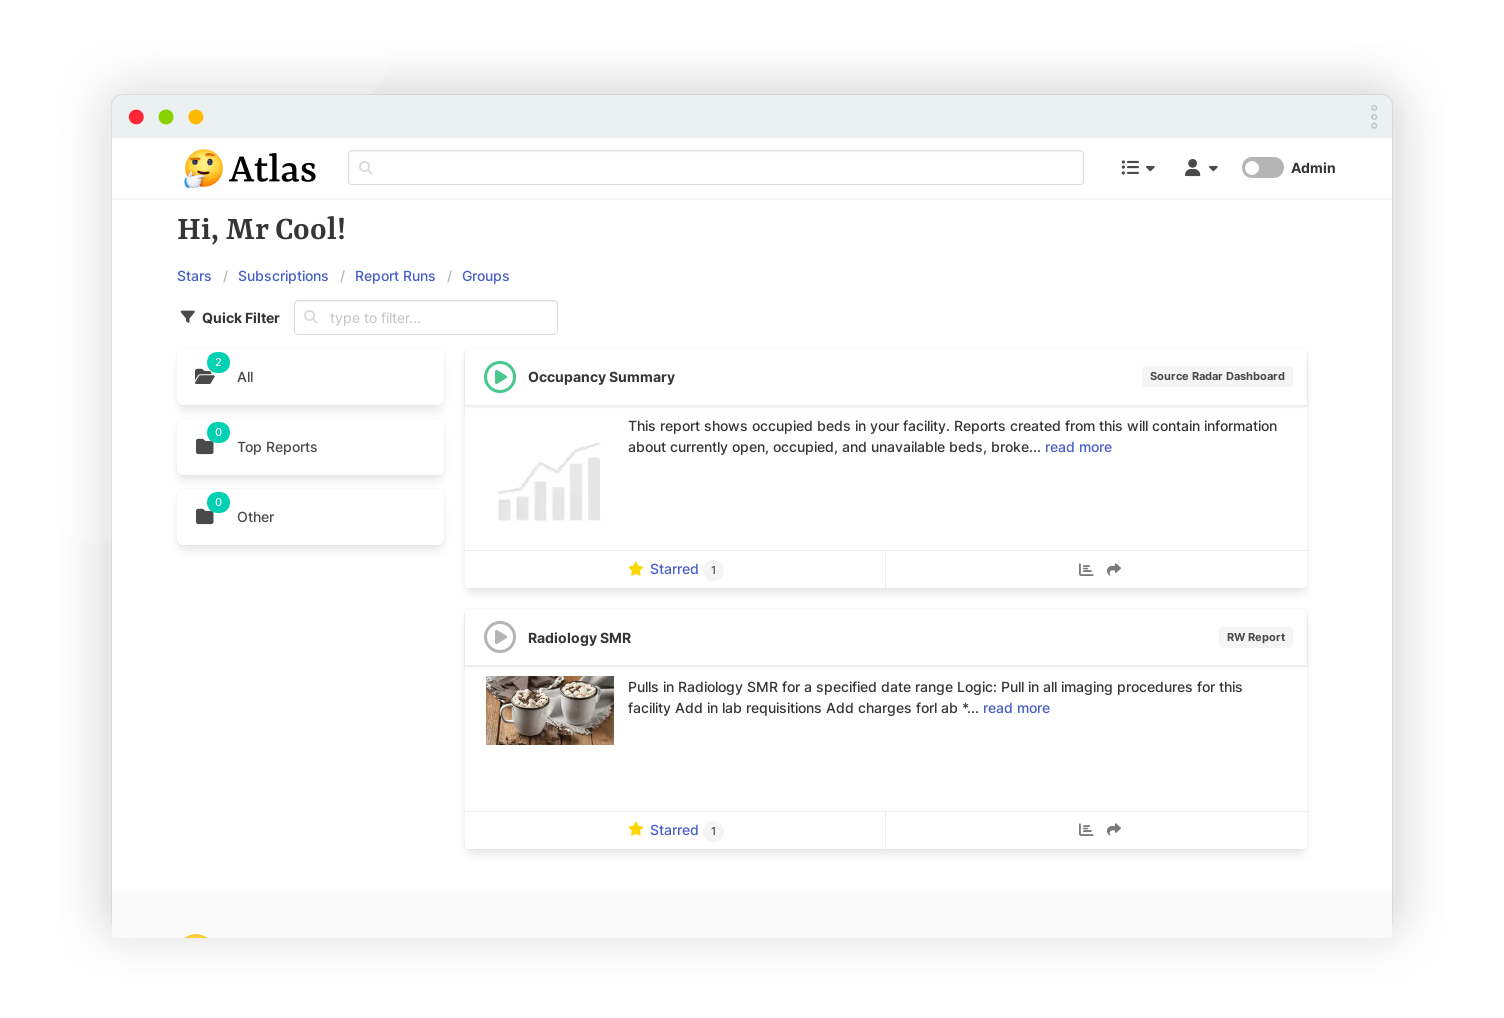 Atlas
Admin
Hi, Mr Cool!
Stars / Subscriptions / Report Runs / Groups
Quick Filter
type to filter...
2
All
0
Top Reports
0
Other
Occupancy Summary
Source Radar Dashboard
This report shows occupied beds in your facility. Reports created from this will contain information
about currently open, occupied, and unavailable beds, broke... read more
Starred 1
Radiology SMR
RW Report
Pulls in Radiology SMR for a specified date range Logic: Pull in all imaging procedures for this
facility Add in lab requisitions Add charges forl ab *... read more
Starred 1